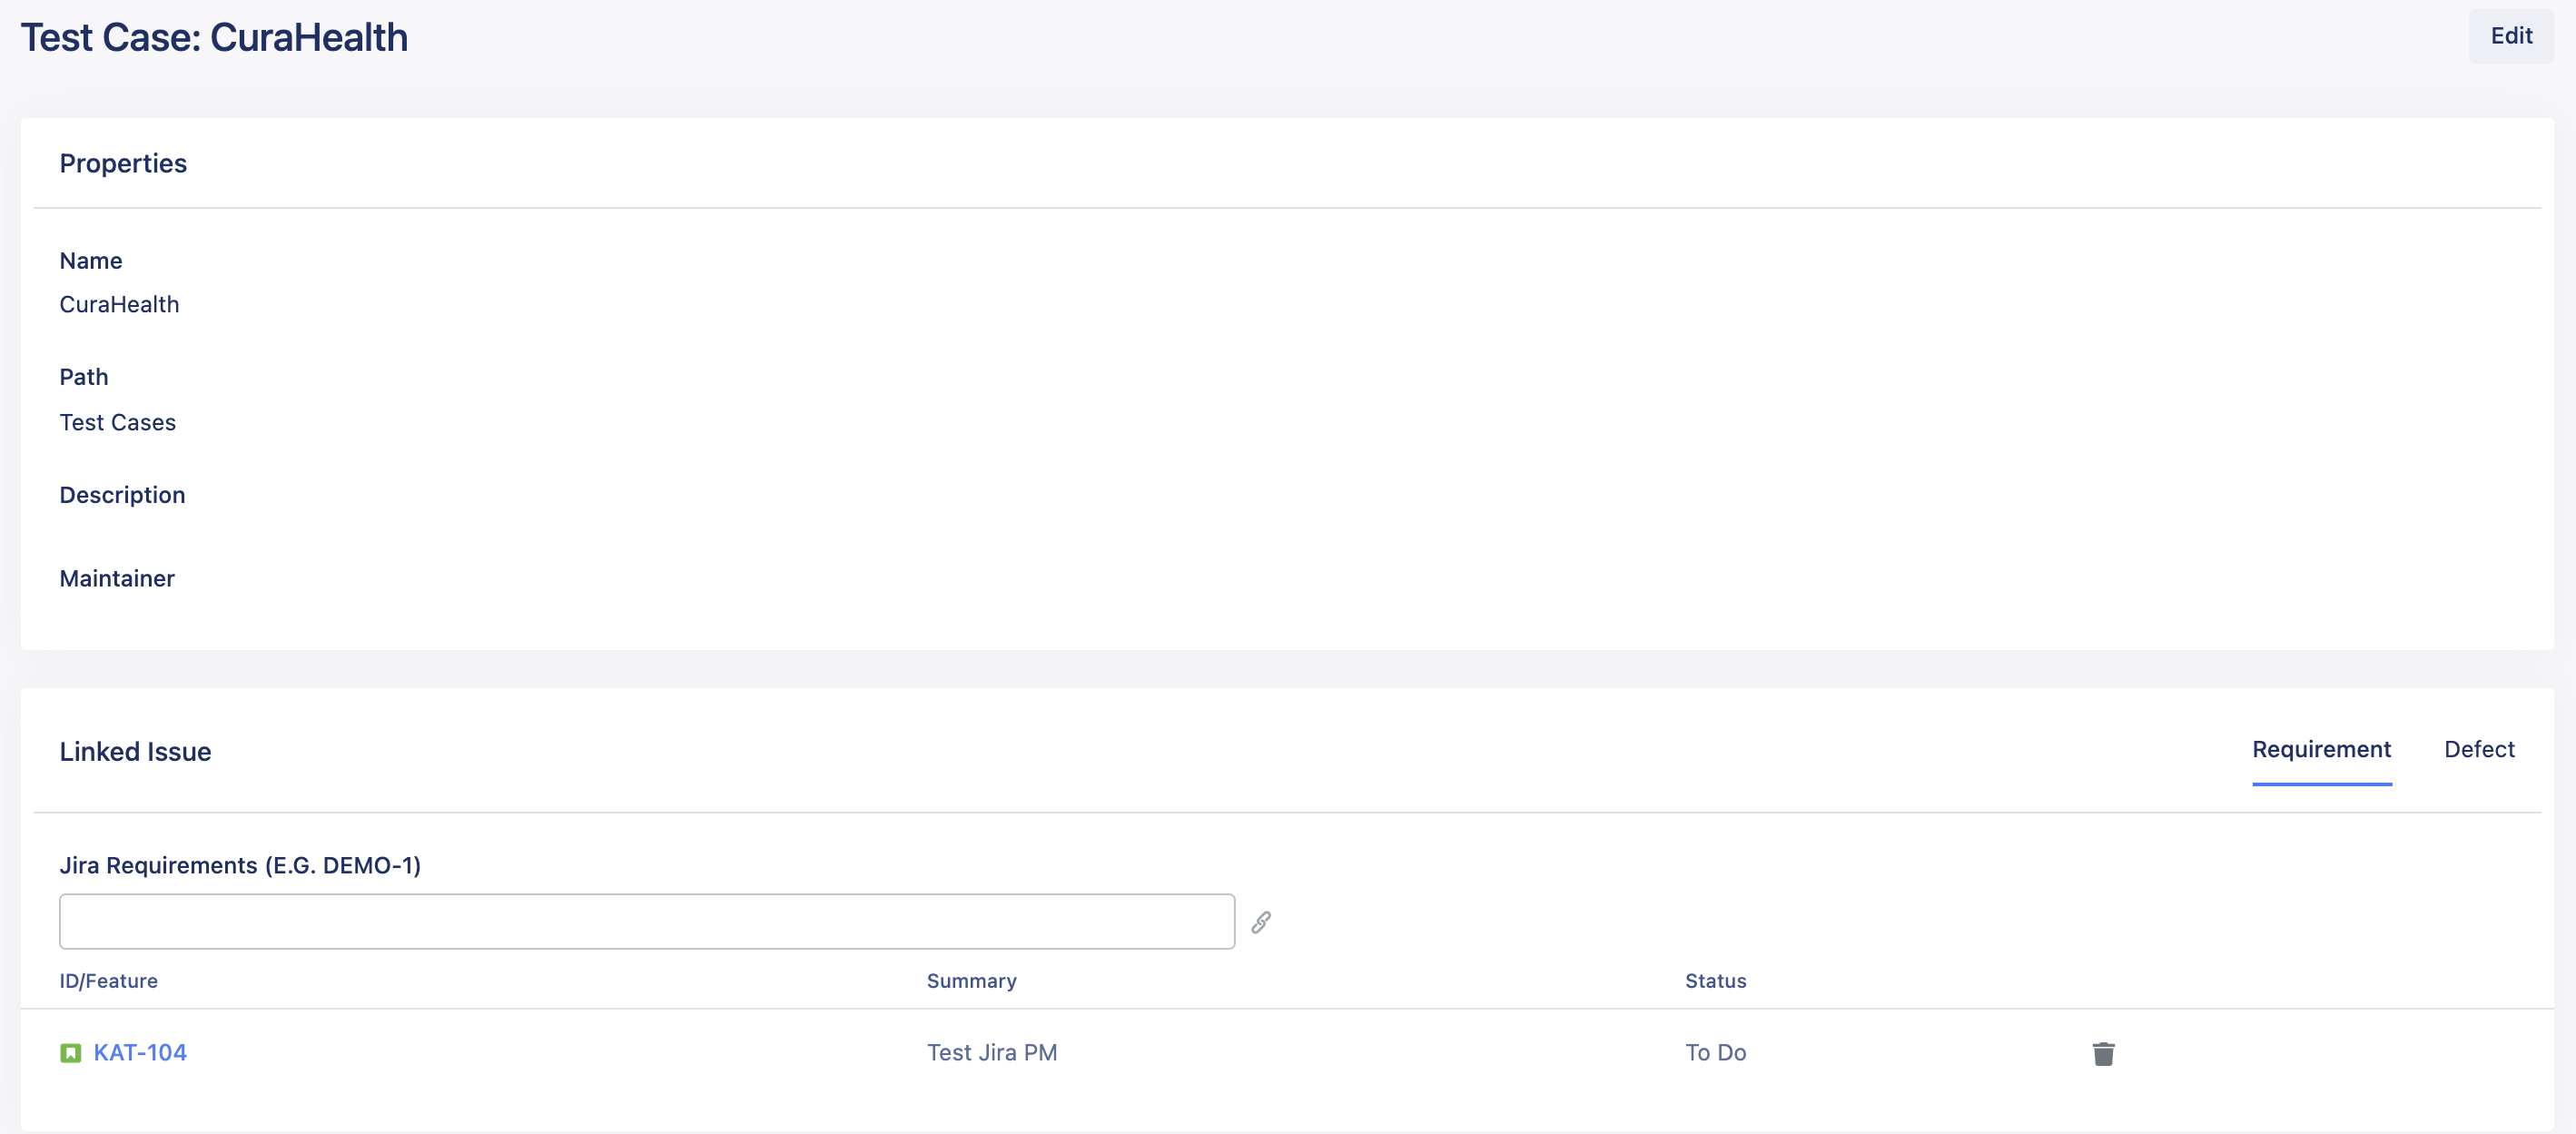 Test Case: CuraHealth
Edit
Properties
Name
CuraHealth
Path
Test Cases
Description
Maintainer
Linked Issue
Requirement
Defect
Jira Requirements (E.G. DEMO-1)
ID/Feature Summary Status
KAT-104 Test Jira PM To Do